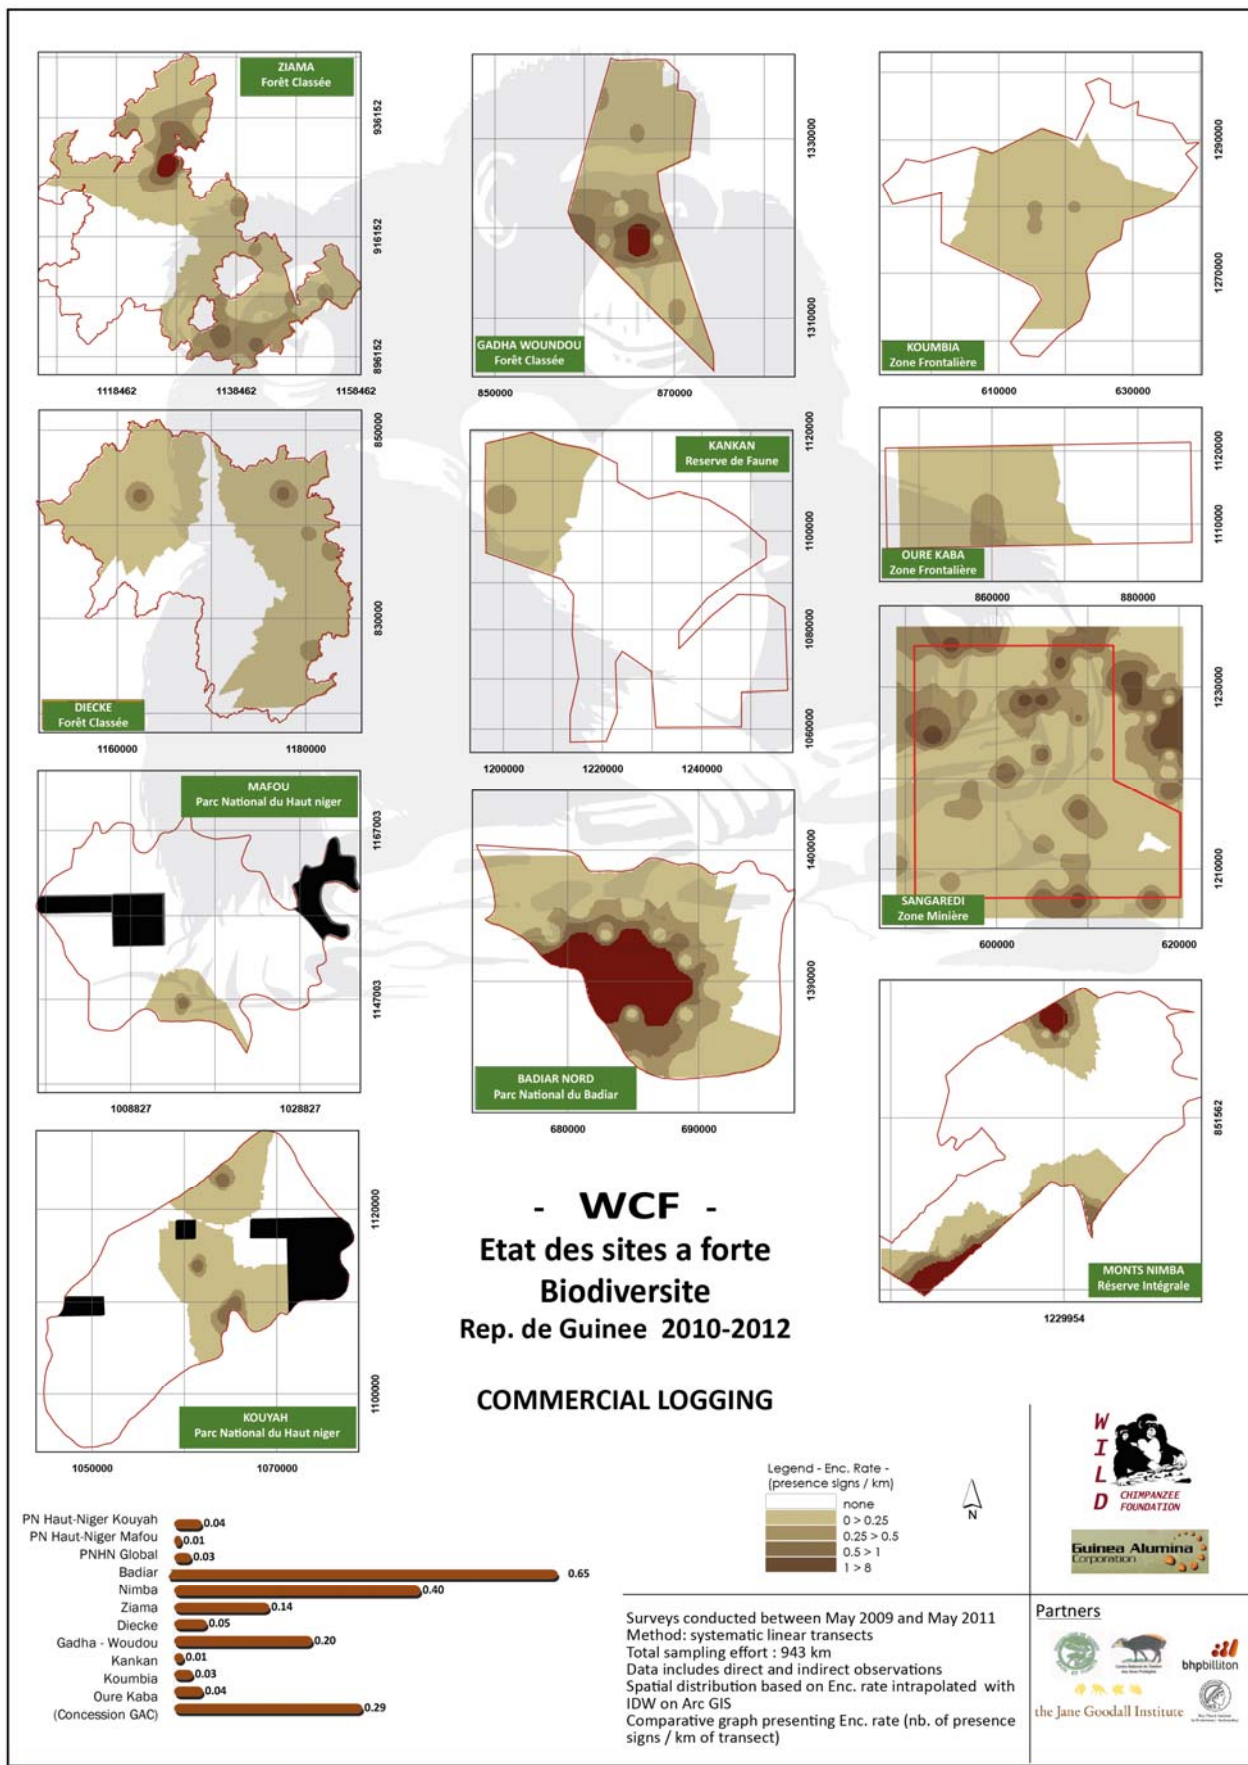 ZIAMA
Forêt Classée
936152
916152
896152
1118462
1138462
1158462
GADHA WOUNDOU
Forêt Classée
1330000
1310000
850000
870000
KOUMBIA
Zone Frontalière
1290000
1270000
610000
630000
DIECKE
Forêt Classée
850000
830000
1160000
1180000
KANKAN
Reserve de Faune
1120000
1100000
1080000
1060000
1200000
1220000
1240000
OURE KABA
Zone Frontalière
1120000
1110000
860000
880000
SANGAREDI
Zone Minière
1230000
1210000
600000
620000
MAFOU
Parc National du Haut niger
1167003
1147003
1008827
1028827
BADIAR NORD
Parc National du Badiar
1400000
1390000
680000
690000
MONTS NIMBA
Réserve Intégrale
851562
1229954
KOUYAH
Parc National du Haut niger
1120000
1100000
1050000
1070000
- WCF -
Etat des sites a forte
Biodiversite
Rep. de Guinee 2010-2012
COMMERCIAL LOGGING
Legend - Enc. Rate -
(presence signs / km)
none
0 > 0.25
0.25 > 0.5
0.5 > 1
1 > 8
N
WILD
CHIMPANZEE
FOUNDATION
Guinea Alumina
Corporation
PN Haut-Niger Kouyah 0.04
PN Haut-Niger Mafou 0.01
PNHN Global 0.03
Badiar 0.65
Nimba 0.40
Ziama 0.14
Diecke 0.05
Gadha - Woudou 0.20
Kankan 0.01
Koumbia 0.03
Oure Kaba 0.04
(Concession GAC) 0.29
Surveys conducted between May 2009 and May 2011
Method: systematic linear transects
Total sampling effort : 943 km
Data includes direct and indirect observations
Spatial distribution based on Enc. rate intrapolated with
IDW on Arc GIS
Comparative graph presenting Enc. rate (nb. of presence
signs / km of transect)
Partners
bhpbilliton
the Jane Goodall Institute